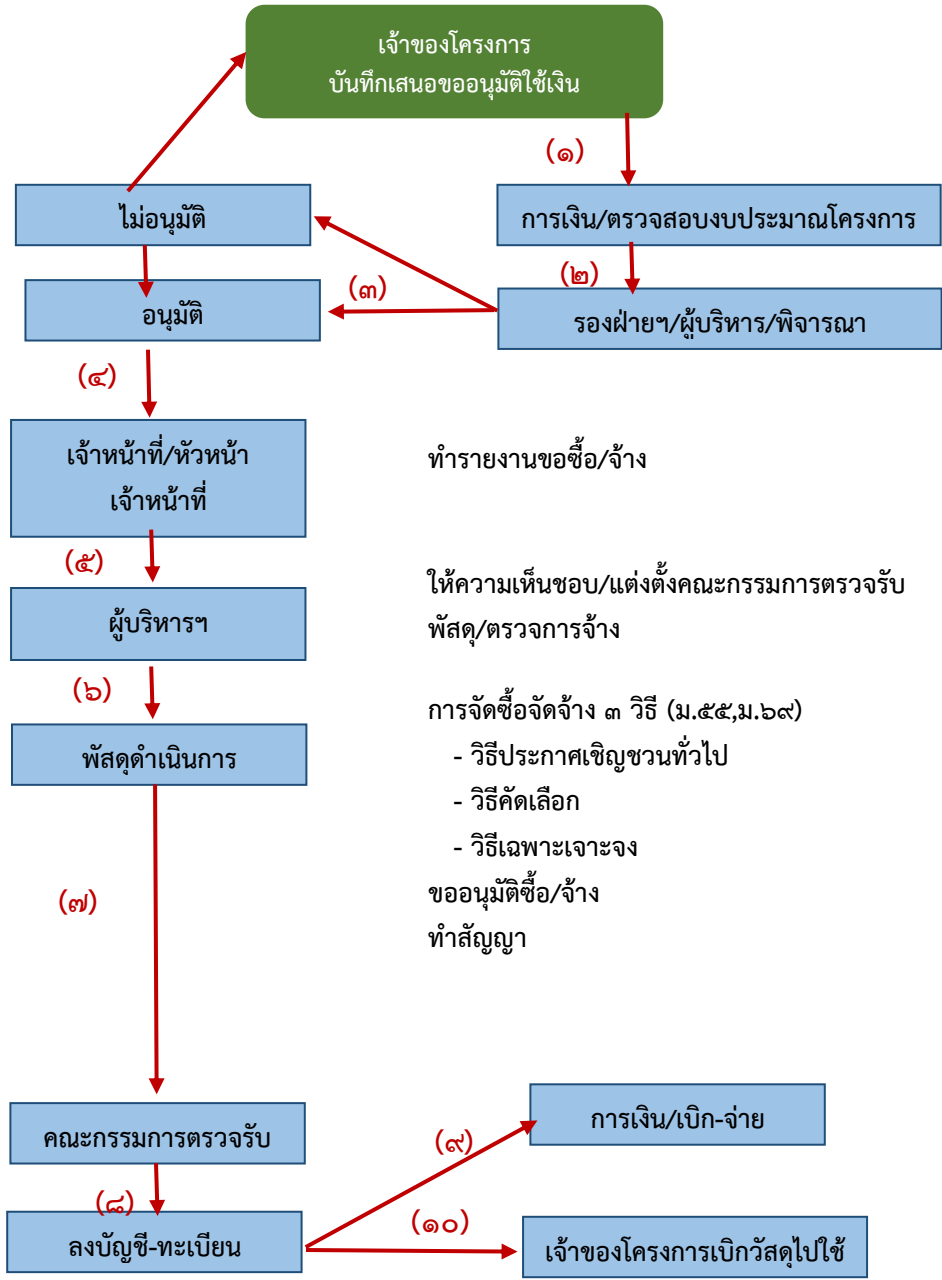 เจ้าของโครงการ
บันทึกเสนอขออนุมัติใช้เงิน
(๑)
ไม่อนุมัติ
การเงิน/ตรวจสอบงบประมาณโครงการ
(๒)
(๓)
อนุมัติ
รองฝ่ายฯ/ผู้บริหาร/พิจารณา
(๔)
เจ้าหน้าที่/หัวหน้า
เจ้าหน้าที่
ทำรายงานขอซื้อ/จ้าง
(๕)
ผู้บริหารฯ
ให้ความเห็นชอบ/แต่งตั้งคณะกรรมการตรวจรับ
พัสดุ/ตรวจการจ้าง
(๖)
พัสดุดำเนินการ
การจัดซื้อจัดจ้าง ๓ วิธี (ม.๕๕,ม.๖๙)
- วิธีประกาศเชิญชวนทั่วไป
- วิธีคัดเลือก
- วิธีเฉพาะเจาะจง
ขออนุมัติซื้อ/จ้าง
ทำสัญญา
(๗)
คณะกรรมการตรวจรับ
(๘)
ลงบัญชี-ทะเบียน
(๙)
การเงิน/เบิก-จ่าย
(๑๐)
เจ้าของโครงการเบิกวัสดุไปใช้